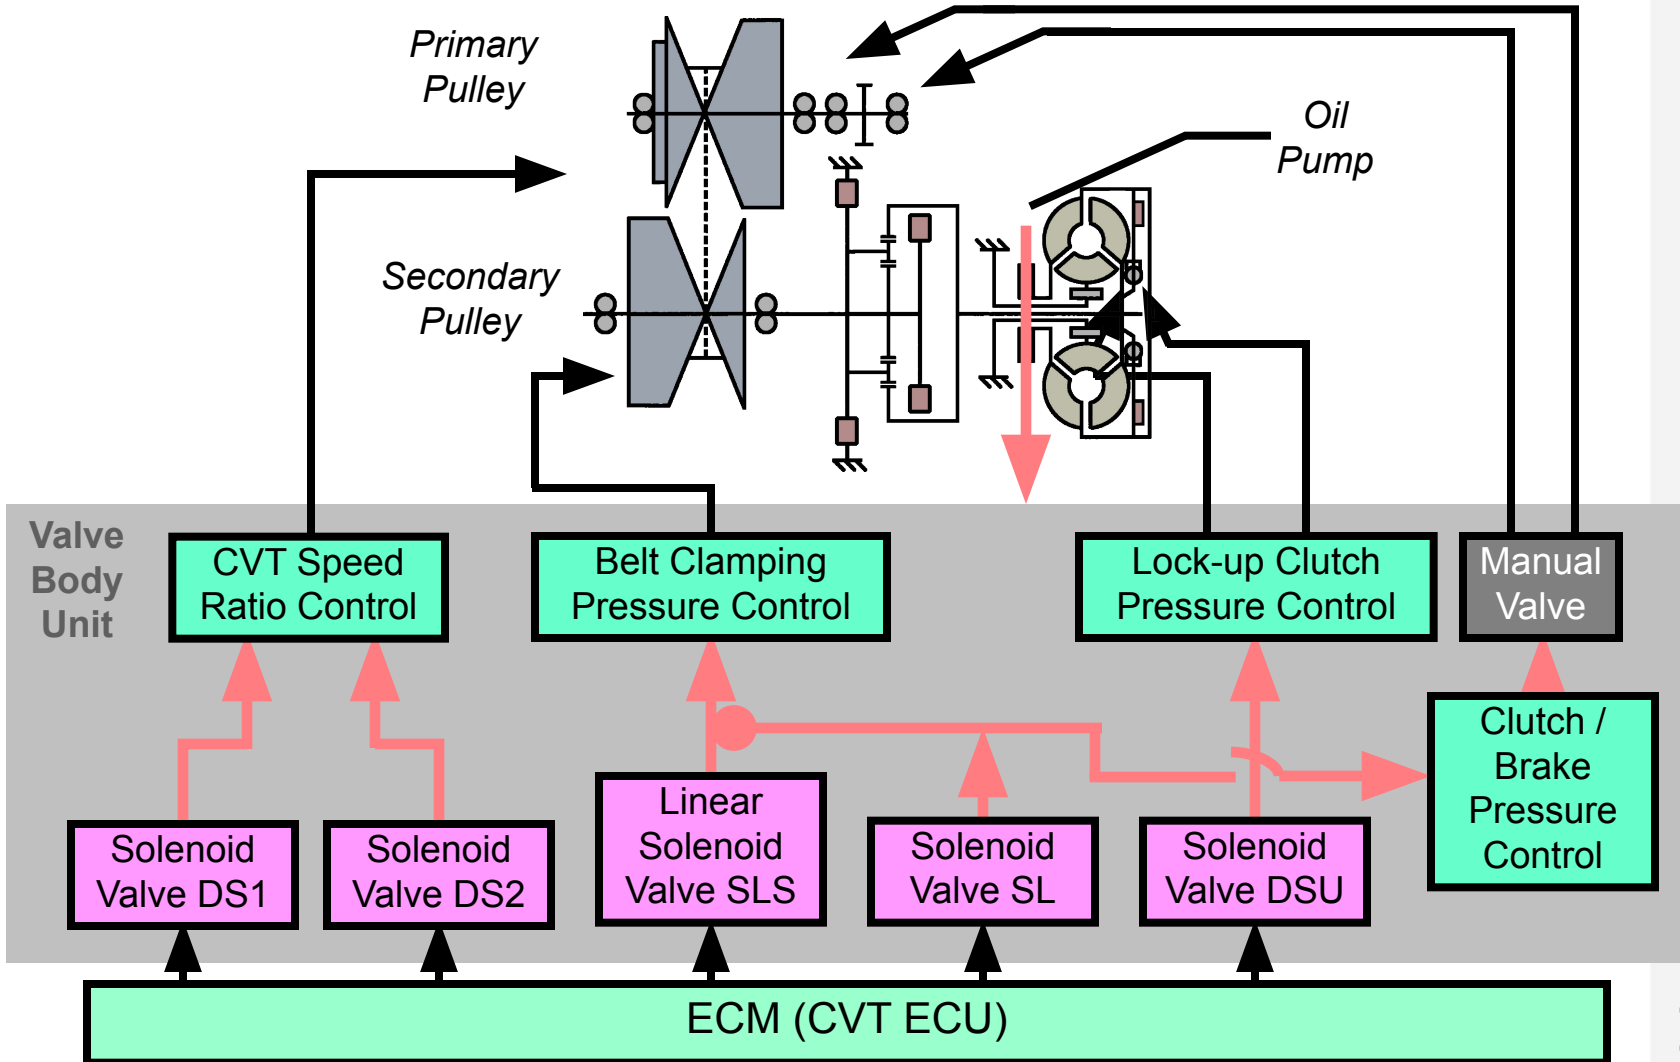 Primary
Pulley
Oil
Pump
Secondary
Pulley
Valve
Body
Unit
CVT Speed
Ratio Control
Belt Clamping
Pressure Control
Lock-up Clutch
Pressure Control
Manual
Valve
Clutch /
Brake
Pressure
Control
Solenoid
Valve DS1
Solenoid
Valve DS2
Linear
Solenoid
Valve SLS
Solenoid
Valve SL
Solenoid
Valve DSU
ECM (CVT ECU)